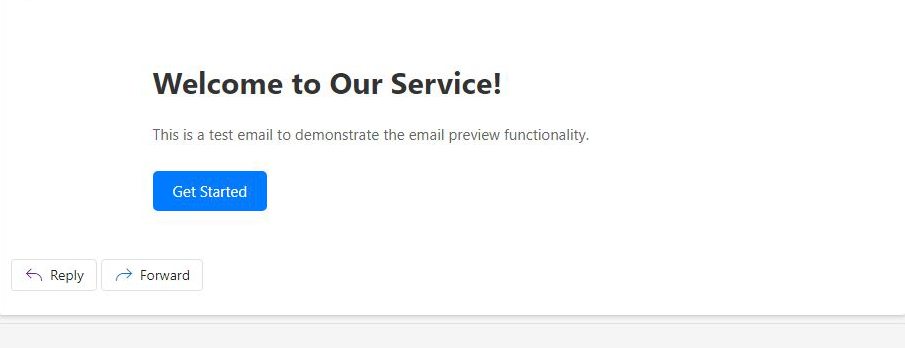 Welcome to Our Service!
This is a test email to demonstrate the email preview functionality.
Get Started
Reply Forward